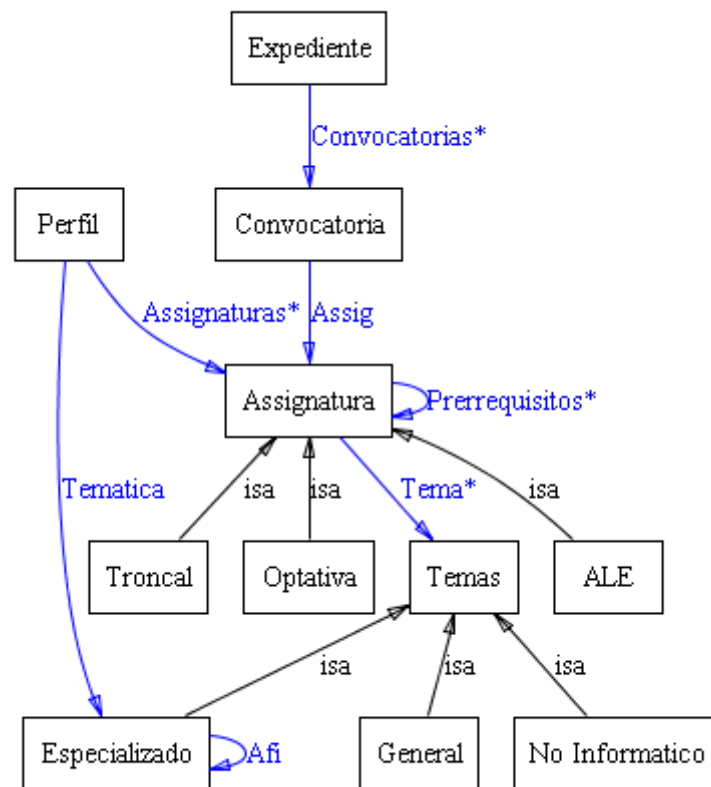 Expediente
Convocatorias*
Perfil
Convocatoria
Assignaturas*
Assig
Assignatura
Prerrequisitos*
Tematica
isa
isa
Tema*
isa
Troncal
Optativa
Temas
ALE
isa
isa
isa
Especializado
Afi
General
No Informatico